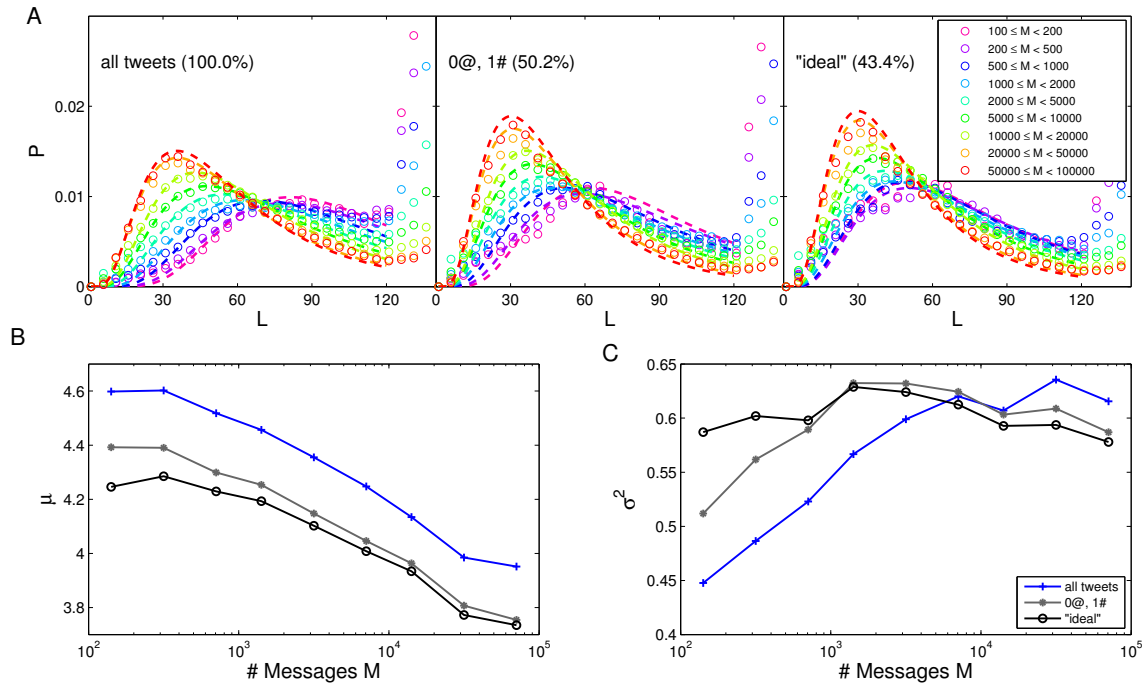 A
all tweets (100.0%)
0@, 1# (50.2%)
"ideal" (43.4%)
100 ≤ M < 200
200 ≤ M < 500
500 ≤ M < 1000
1000 ≤ M < 2000
2000 ≤ M < 5000
5000 ≤ M < 10000
10000 ≤ M < 20000
20000 ≤ M < 50000
50000 ≤ M < 100000
P
0.02
0.01
0
0 30 60 90 120
0 30 60 90 120
0 30 60 90 120
L
L
L
B
μ
4.6
4.4
4.2
4
3.8
10² 10³ 10⁴ 10⁵
# Messages M
C
σ²
0.65
0.6
0.55
0.5
0.45
0.4
10² 10³ 10⁴ 10⁵
# Messages M
all tweets
0@, 1#
"ideal"